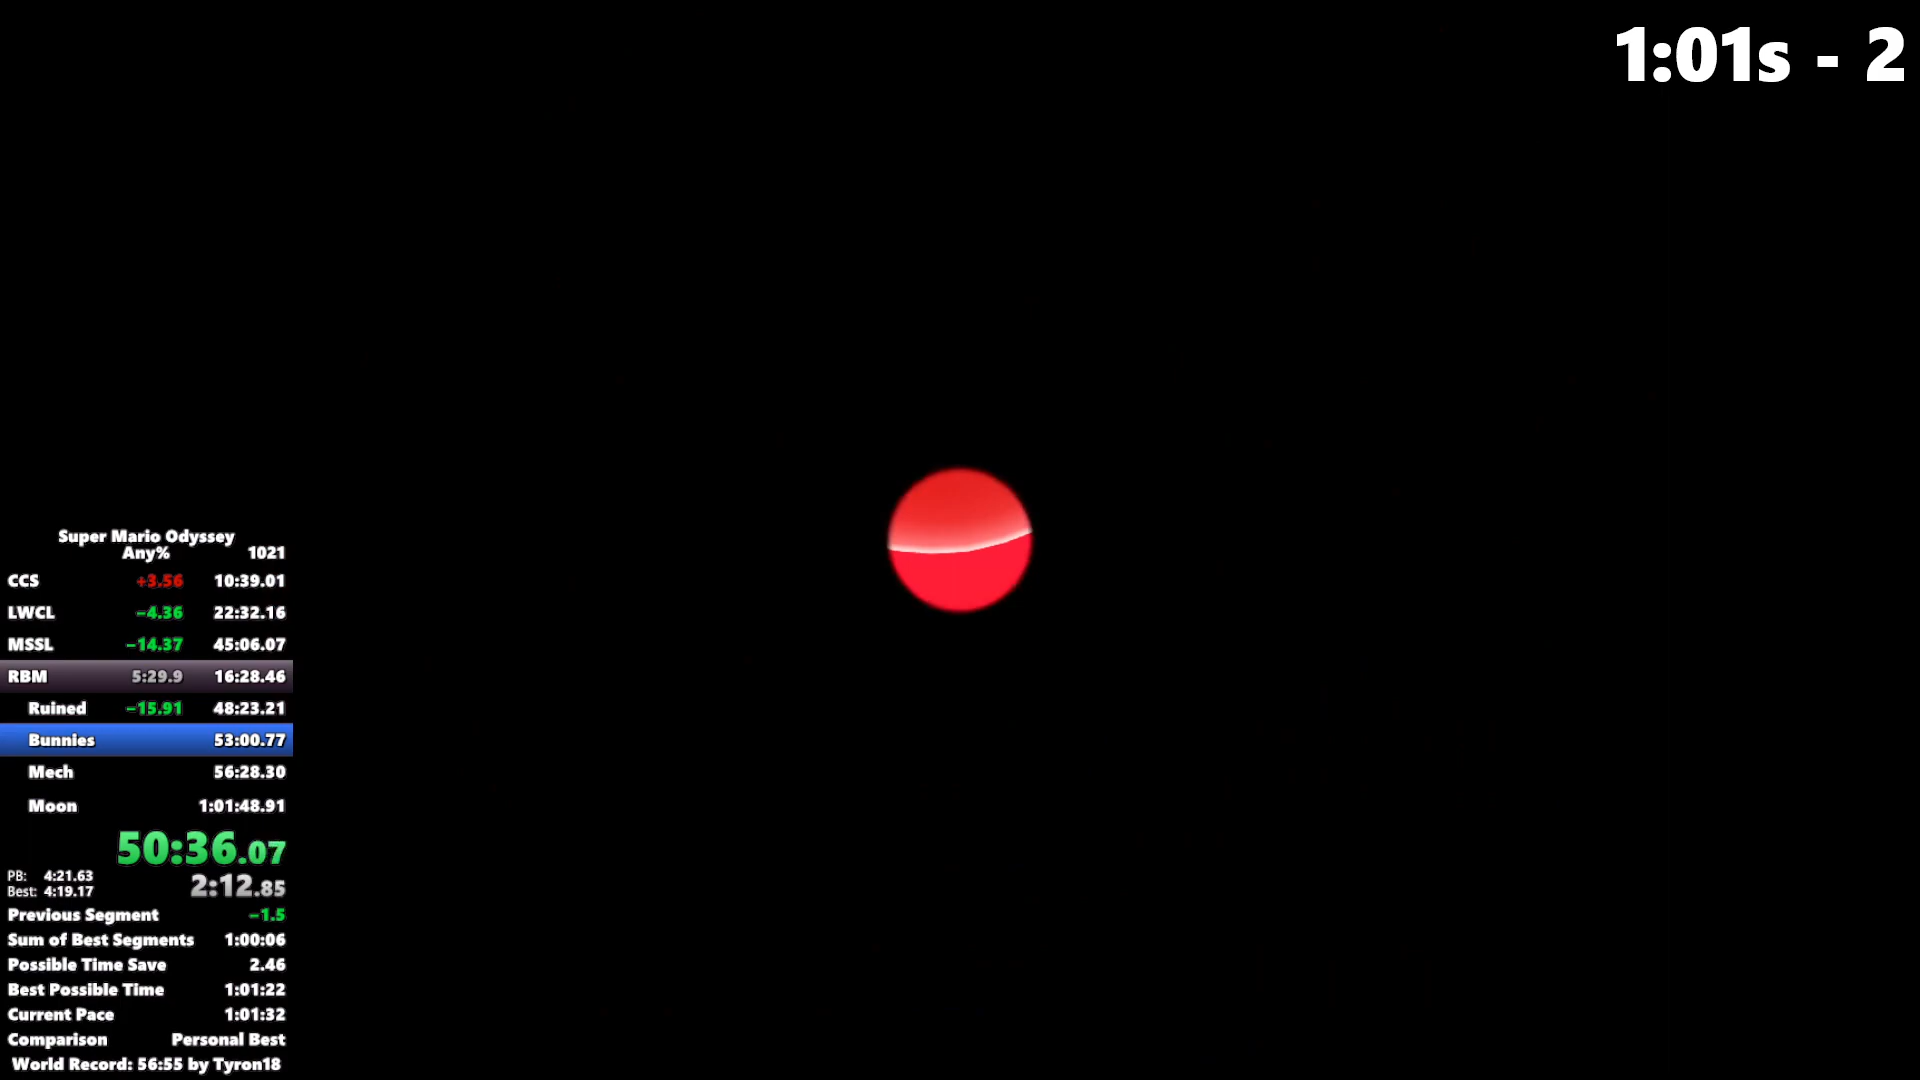 1:01s - 2
Super Mario Odyssey
Any% 1021
CCS +3.56 10:39.01
LWCL −4.36 22:32.16
MSSL −14.37 45:06.07
RBM 5:29.9 16:28.46
Ruined −15.91 48:23.21
Bunnies 53:00.77
Mech 56:28.30
Moon 1:01:48.91
50:36.07
PB: 4:21.63
Best: 4:19.17
2:12.85
Previous Segment −1.5
Sum of Best Segments 1:00:06
Possible Time Save 2.46
Best Possible Time 1:01:22
Current Pace 1:01:32
Comparison Personal Best
World Record: 56:55 by Tyron18